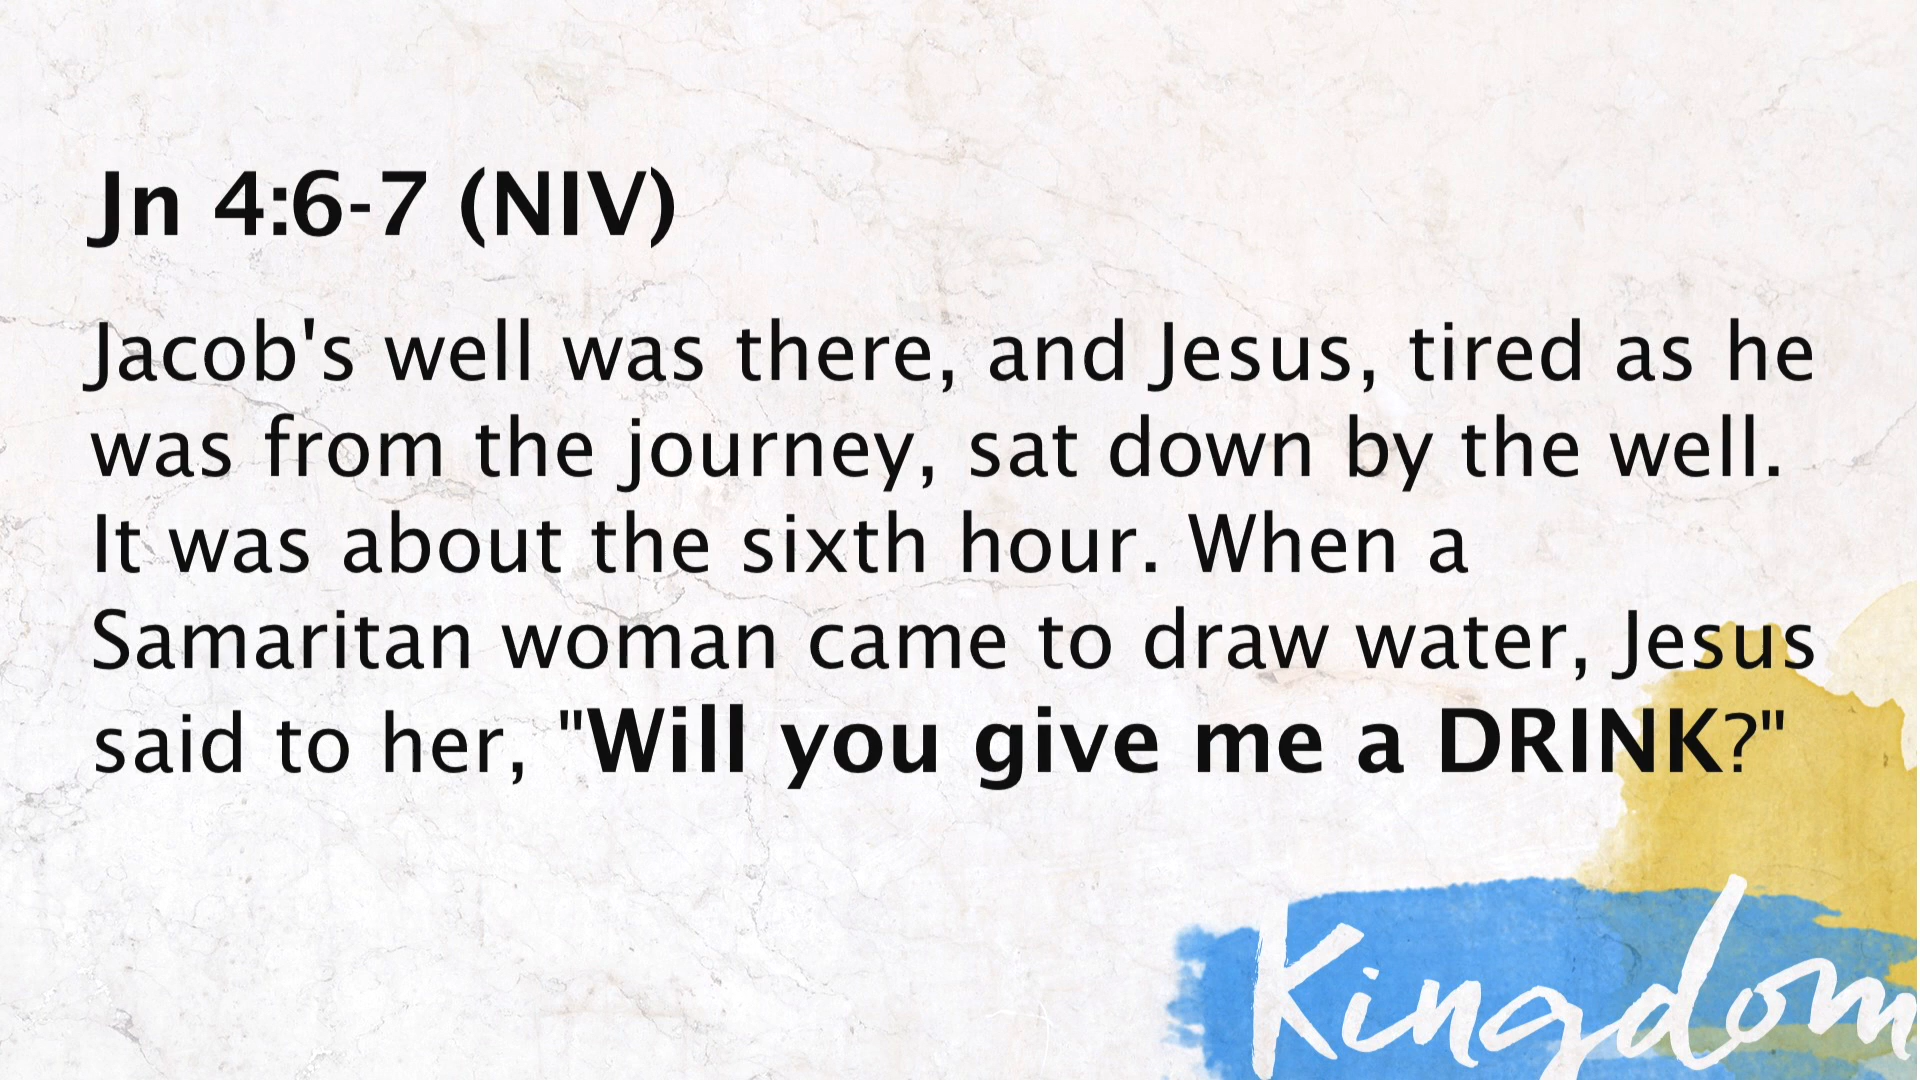 Jn 4:6-7 (NIV)
Jacob's well was there, and Jesus, tired as he
was from the journey, sat down by the well.
It was about the sixth hour. When a
Samaritan woman came to draw water, Jesus
said to her, "Will you give me a DRINK?"
Kingdom